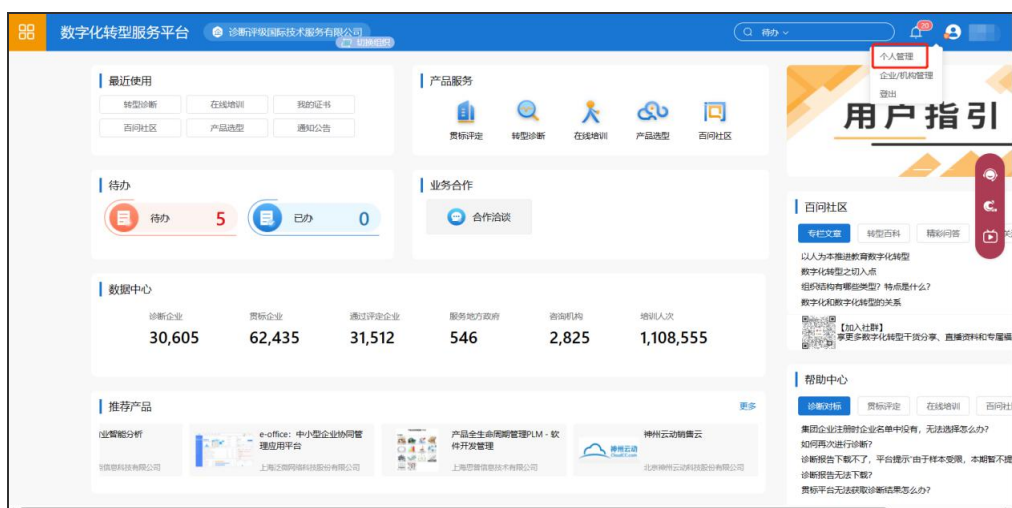 数字化转型服务平台
诊断评级国际技术服务有限公司
切换组织
待办
20
个人管理
企业/机构管理
登出
最近使用
转型诊断
在线培训
我的证书
百问社区
产品选型
通知公告
产品服务
贯标评定
转型诊断
在线培训
产品选型
百问社区
用户指引
待办
待办
5
已办
0
业务合作
合作洽谈
百问社区
专栏文章
转型百科
精彩问答
以人为本推进教育数字化转型
数字化转型之切入点
组织结构有哪些类型？特点是什么？
数字化和数字化转型的关系
【加入社群】
享更多数字化转型干货分享、直播资料和专属福
数据中心
诊断企业
30,605
贯标企业
62,435
通过评定企业
31,512
服务地方政府
546
咨询机构
2,825
培训人次
1,108,555
帮助中心
诊断对标
贯标评定
在线培训
百问社
集团企业注册时企业名单中没有，无法选择怎么办?
如何再次进行诊断?
诊断报告下载不了，平台提示"由于样本受限，本期暂不提
诊断报告无法下载?
贯标平台无法获取诊断结果怎么办?
推荐产品
更多
业智能分析
信息科技有限公司
e-office：中小型企业协同管
理应用平台
上海泛微网络科技股份有限公司
产品全生命周期管理PLM - 软
件开发管理
上海思普信息技术有限公司
神州云动
CloudCC.com
神州云动销售云
北京神州云动科技股份有限公司